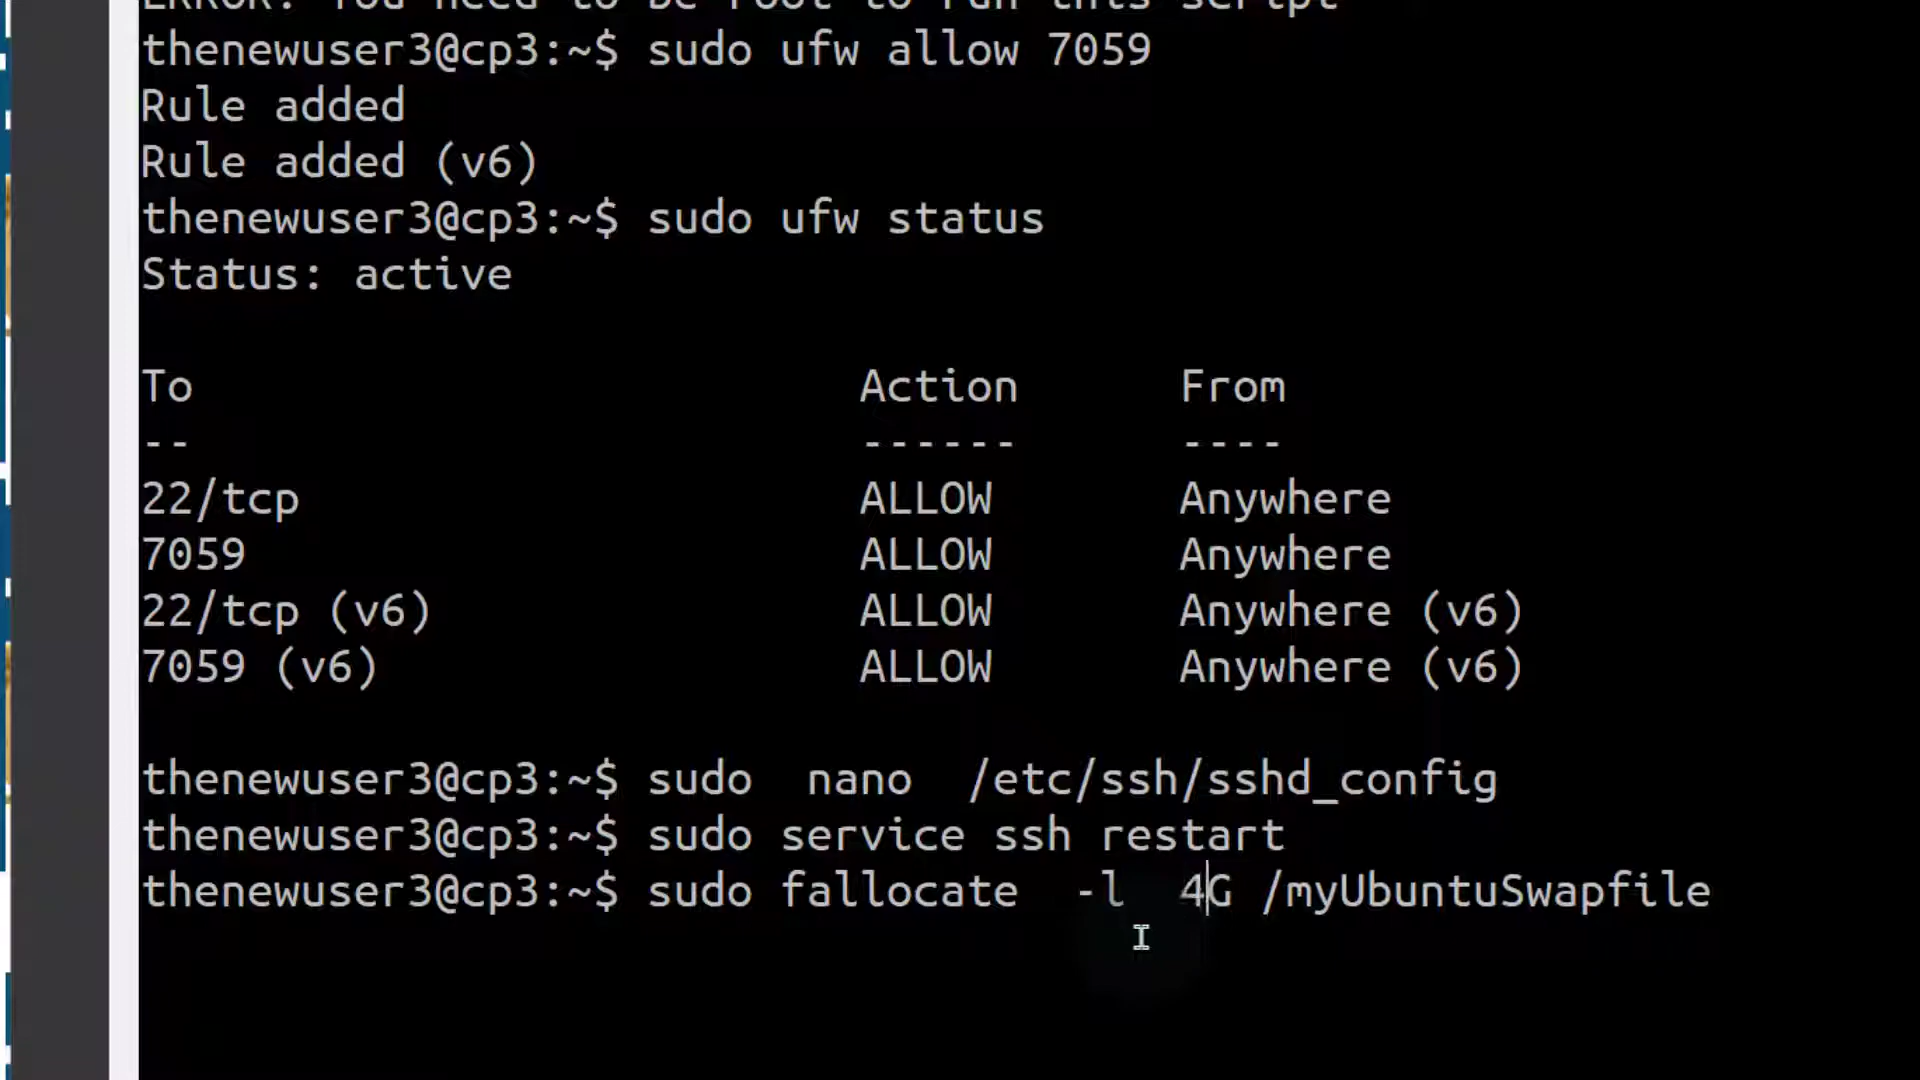 ERROR: You need to be root to run this script
thenewuser3@cp3:~$ sudo ufw allow 7059
Rule added
Rule added (v6)
thenewuser3@cp3:~$ sudo ufw status
Status: active
To Action From
-- ------ ----
22/tcp ALLOW Anywhere
7059 ALLOW Anywhere
22/tcp (v6) ALLOW Anywhere (v6)
7059 (v6) ALLOW Anywhere (v6)
thenewuser3@cp3:~$ sudo  nano  /etc/ssh/sshd_config
thenewuser3@cp3:~$ sudo service ssh restart
thenewuser3@cp3:~$ sudo fallocate  -l  4G /myUbuntuSwapfile